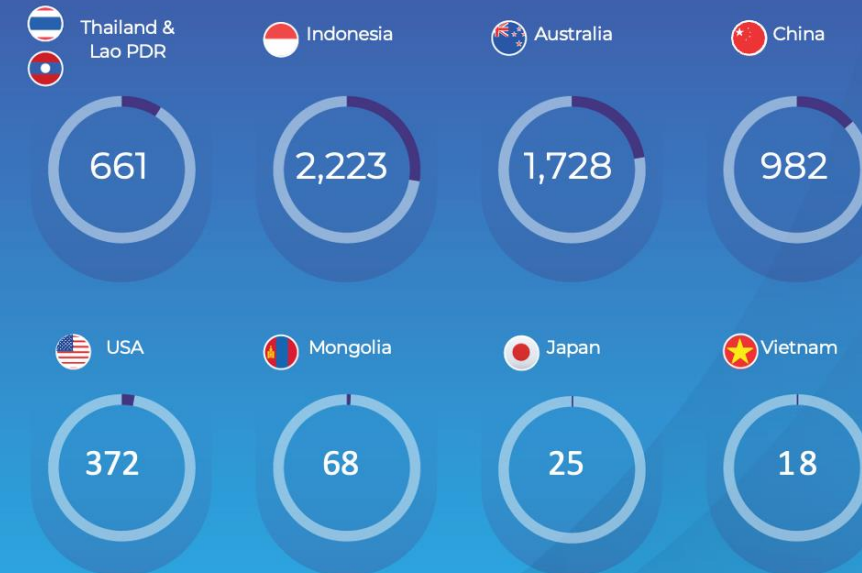 Thailand &
Lao PDR
Indonesia
Australia
China
661
2,223
1,728
982
USA
Mongolia
Japan
Vietnam
372
68
25
18